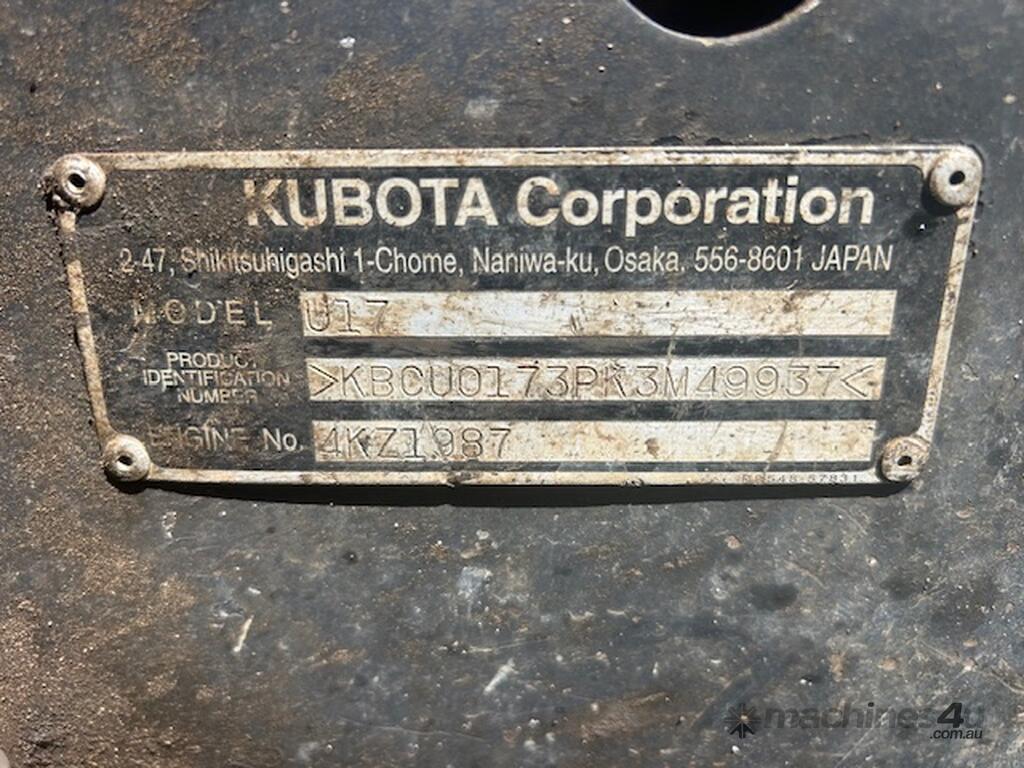 KUBOTA Corporation
2-47, Shikitsuhigashi 1-Chome, Naniwa-ku, Osaka. 556-8601 JAPAN
MODEL U17
PRODUCT
IDENTIFICATION
NUMBER
>KBCU0173PK3M49937<
ENGINE No. 4KZ1987
machines4u
.com.au